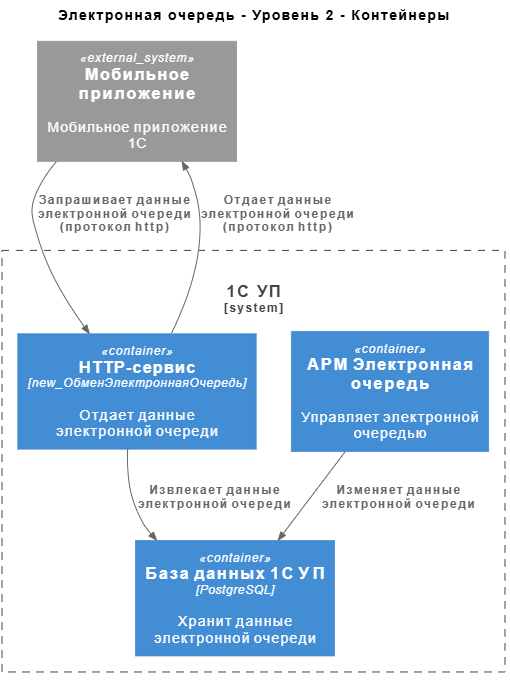 Электронная очередь - Уровень 2 - Контейнеры
«external_system»
Мобильное
приложение
Мобильное приложение
1С
Запрашивает данные
электронной очереди
(протокол http)
Отдает данные
электронной очереди
(протокол http)
1С УП
[system]
«container»
HTTP-сервис
[new_ОбменЭлектроннаяОчередь]
Отдает данные
электронной очереди
«container»
АРМ Электронная
очередь
Управляет электронной
очередью
Извлекает данные
электронной очереди
Изменяет данные
электронной очереди
«container»
База данных 1С УП
[PostgreSQL]
Хранит данные
электронной очереди